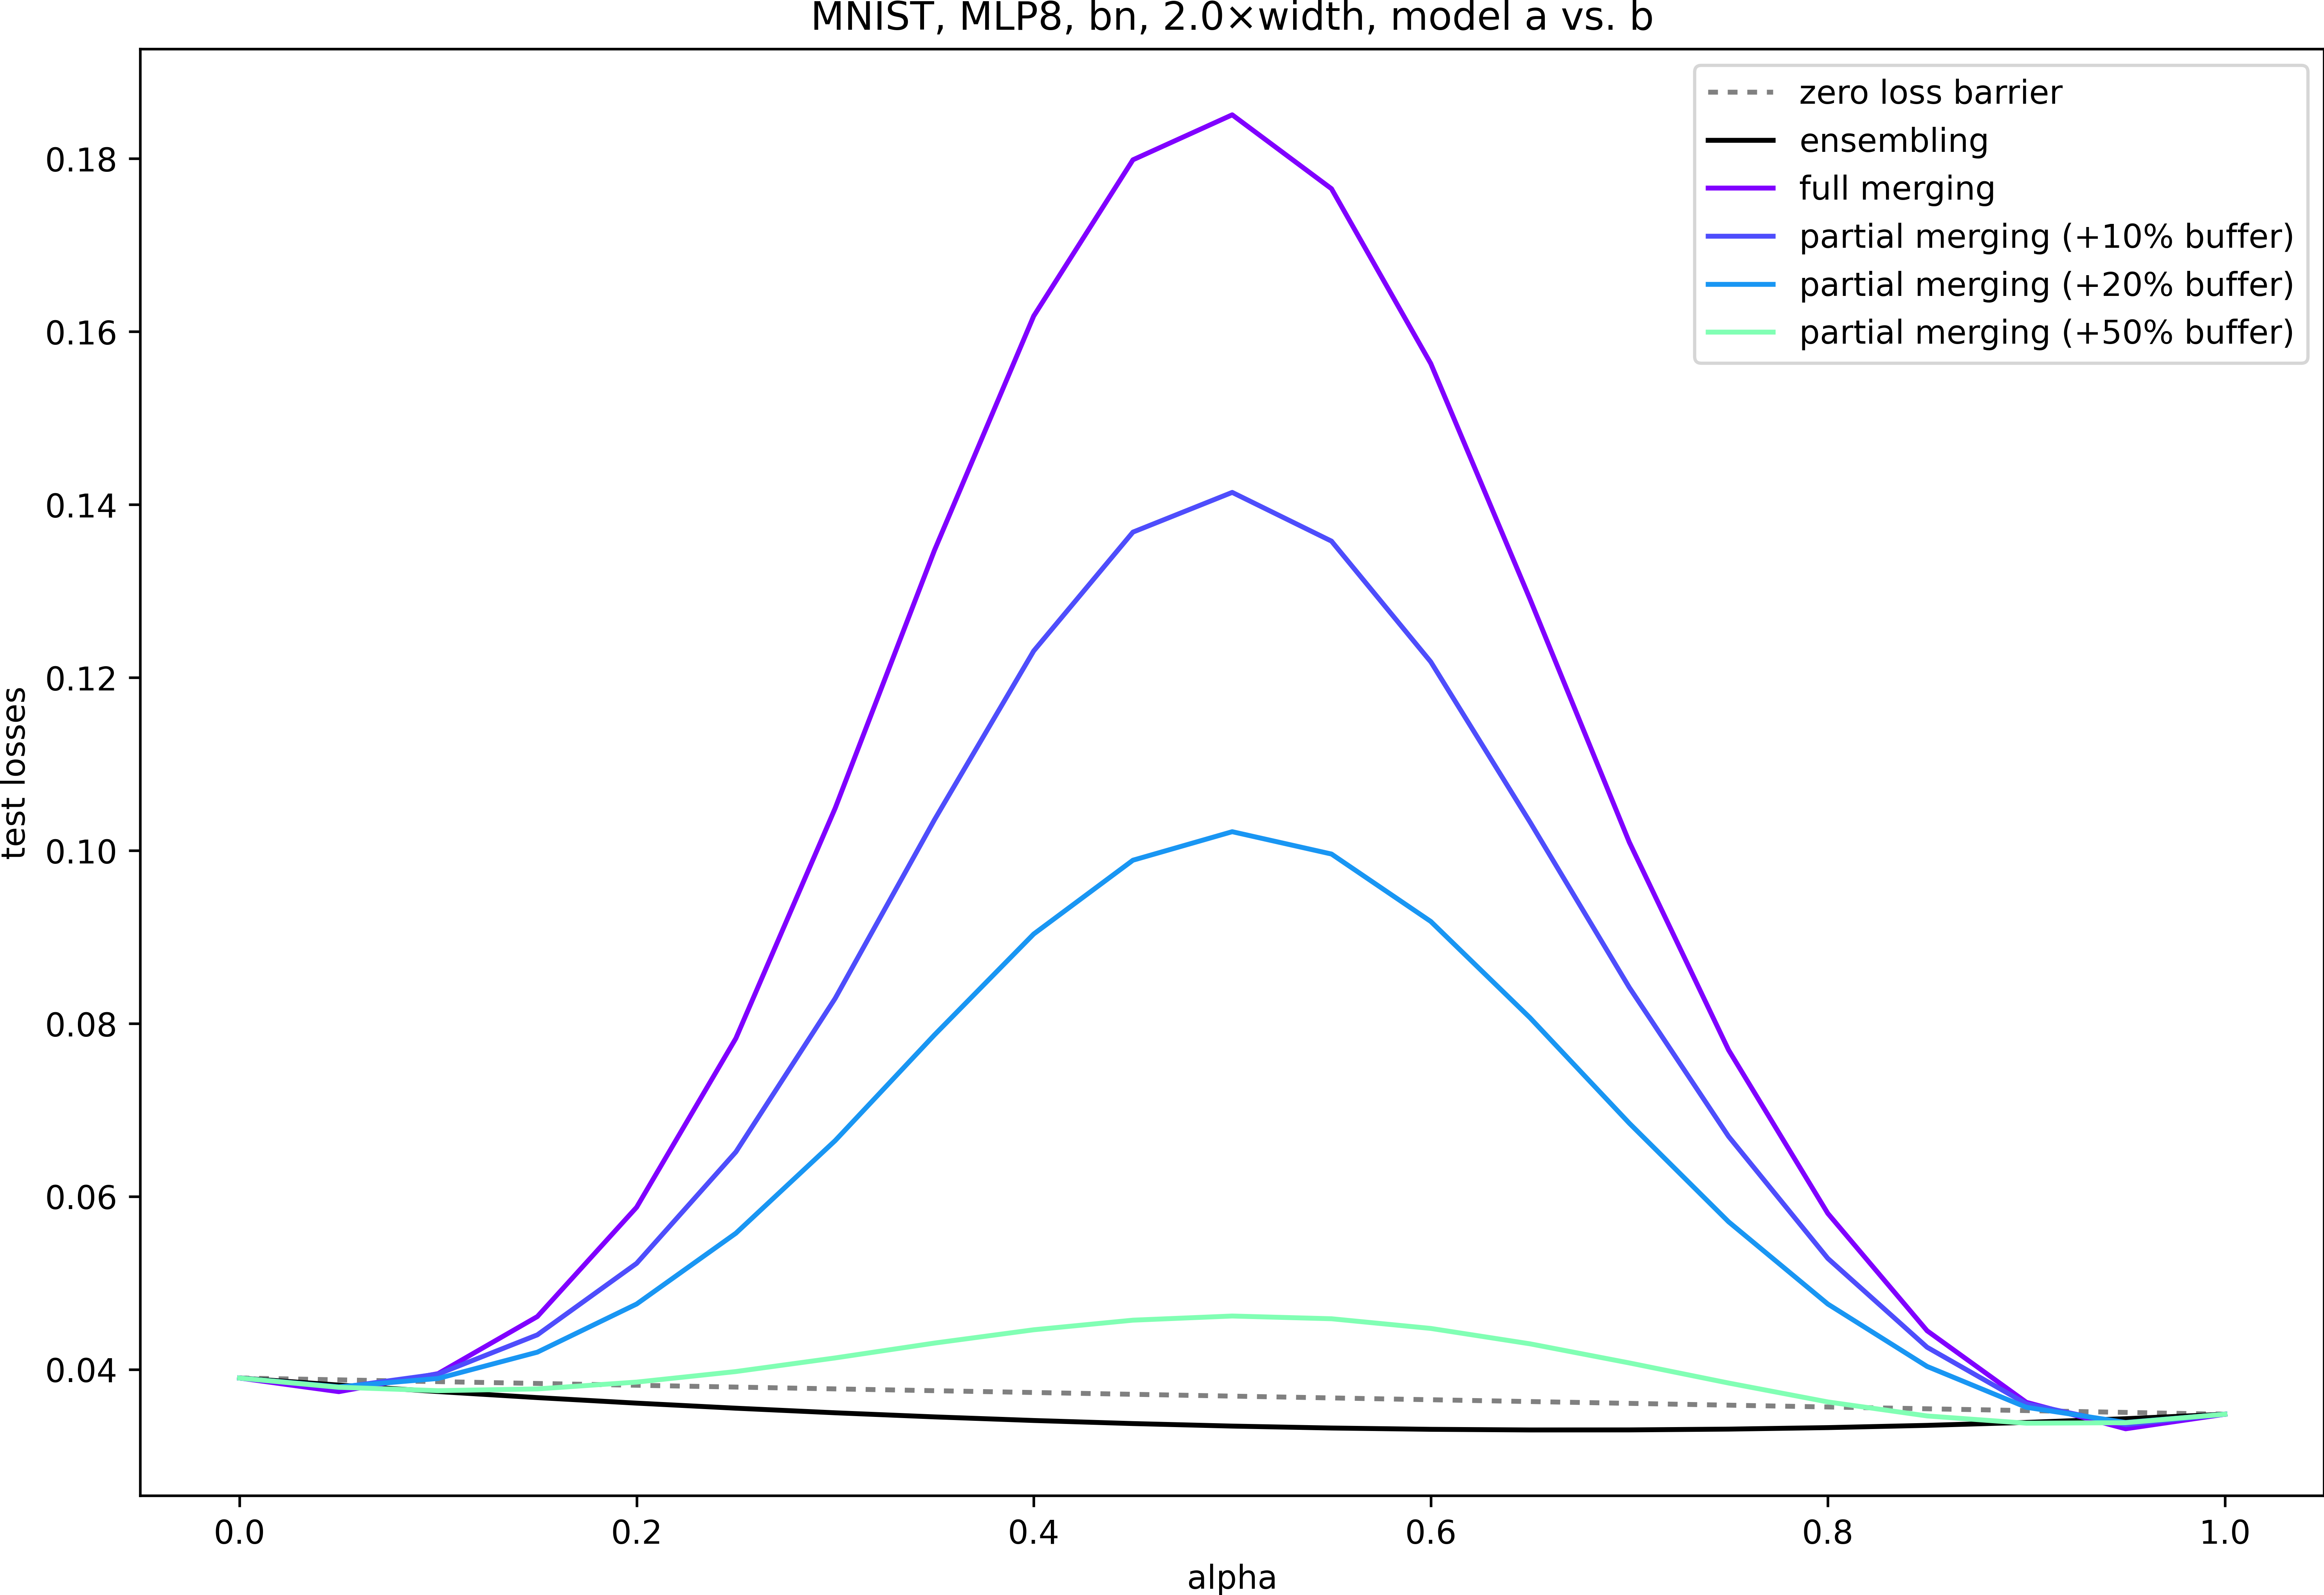 MNIST, MLP8, bn, 2.0×width, model a vs. b
zero loss barrier
ensembling
full merging
partial merging (+10% buffer)
partial merging (+20% buffer)
partial merging (+50% buffer)
test losses
0.18
0.16
0.14
0.12
0.10
0.08
0.06
0.04
0.0 0.2 0.4 0.6 0.8 1.0
alpha